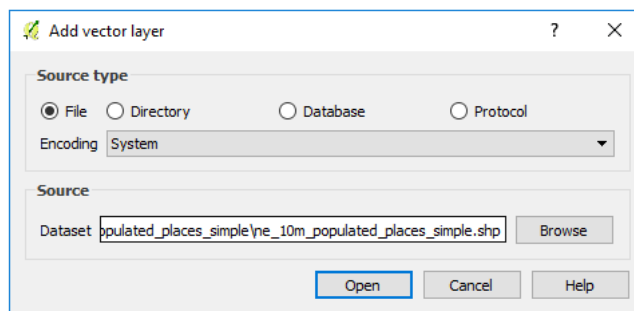 Add vector layer
Source type
File Directory Database Protocol
Encoding System
Source
Dataset opulated_places_simple\ne_10m_populated_places_simple.shp Browse
Open Cancel Help